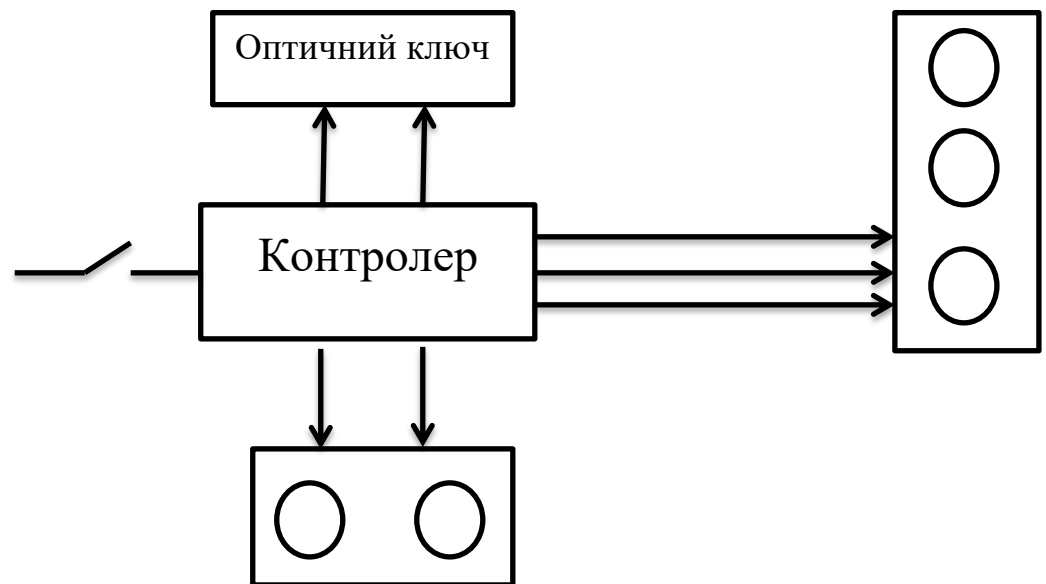 Оптичний ключ
Контролер